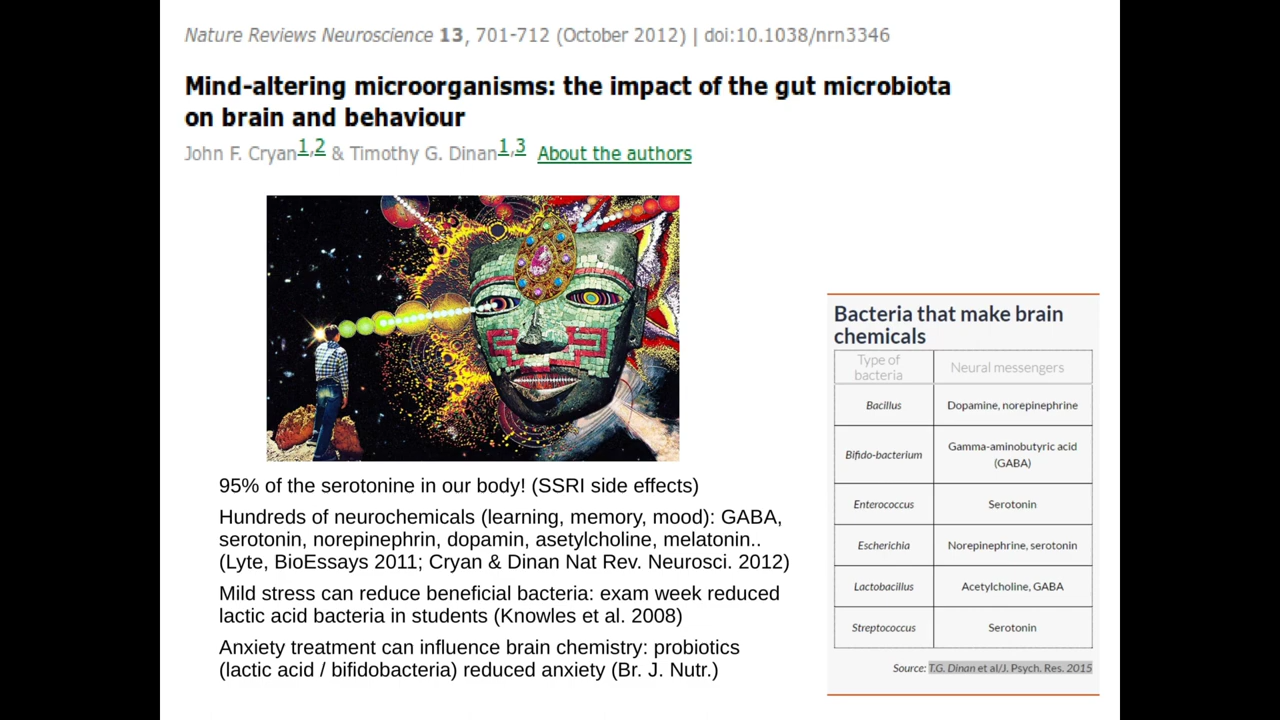 Nature Reviews Neuroscience 13, 701-712 (October 2012) | doi:10.1038/nrn3346
Mind-altering microorganisms: the impact of the gut microbiota
on brain and behaviour
John F. Cryan1,2 & Timothy G. Dinan1,3 About the authors
95% of the serotonine in our body! (SSRI side effects)
Hundreds of neurochemicals (learning, memory, mood): GABA,
serotonin, norepinephrin, dopamin, asetylcholine, melatonin..
(Lyte, BioEssays 2011; Cryan & Dinan Nat Rev. Neurosci. 2012)
Mild stress can reduce beneficial bacteria: exam week reduced
lactic acid bacteria in students (Knowles et al. 2008)
Anxiety treatment can influence brain chemistry: probiotics
(lactic acid / bifidobacteria) reduced anxiety (Br. J. Nutr.)
Bacteria that make brain
chemicals
Type of
bacteria
Neural messengers
Bacillus
Dopamine, norepinephrine
Bifido-bacterium
Gamma-aminobutyric acid
(GABA)
Enterococcus
Serotonin
Escherichia
Norepinephrine, serotonin
Lactobacillus
Acetylcholine, GABA
Streptococcus
Serotonin
Source: T.G. Dinan et al/J. Psych. Res. 2015